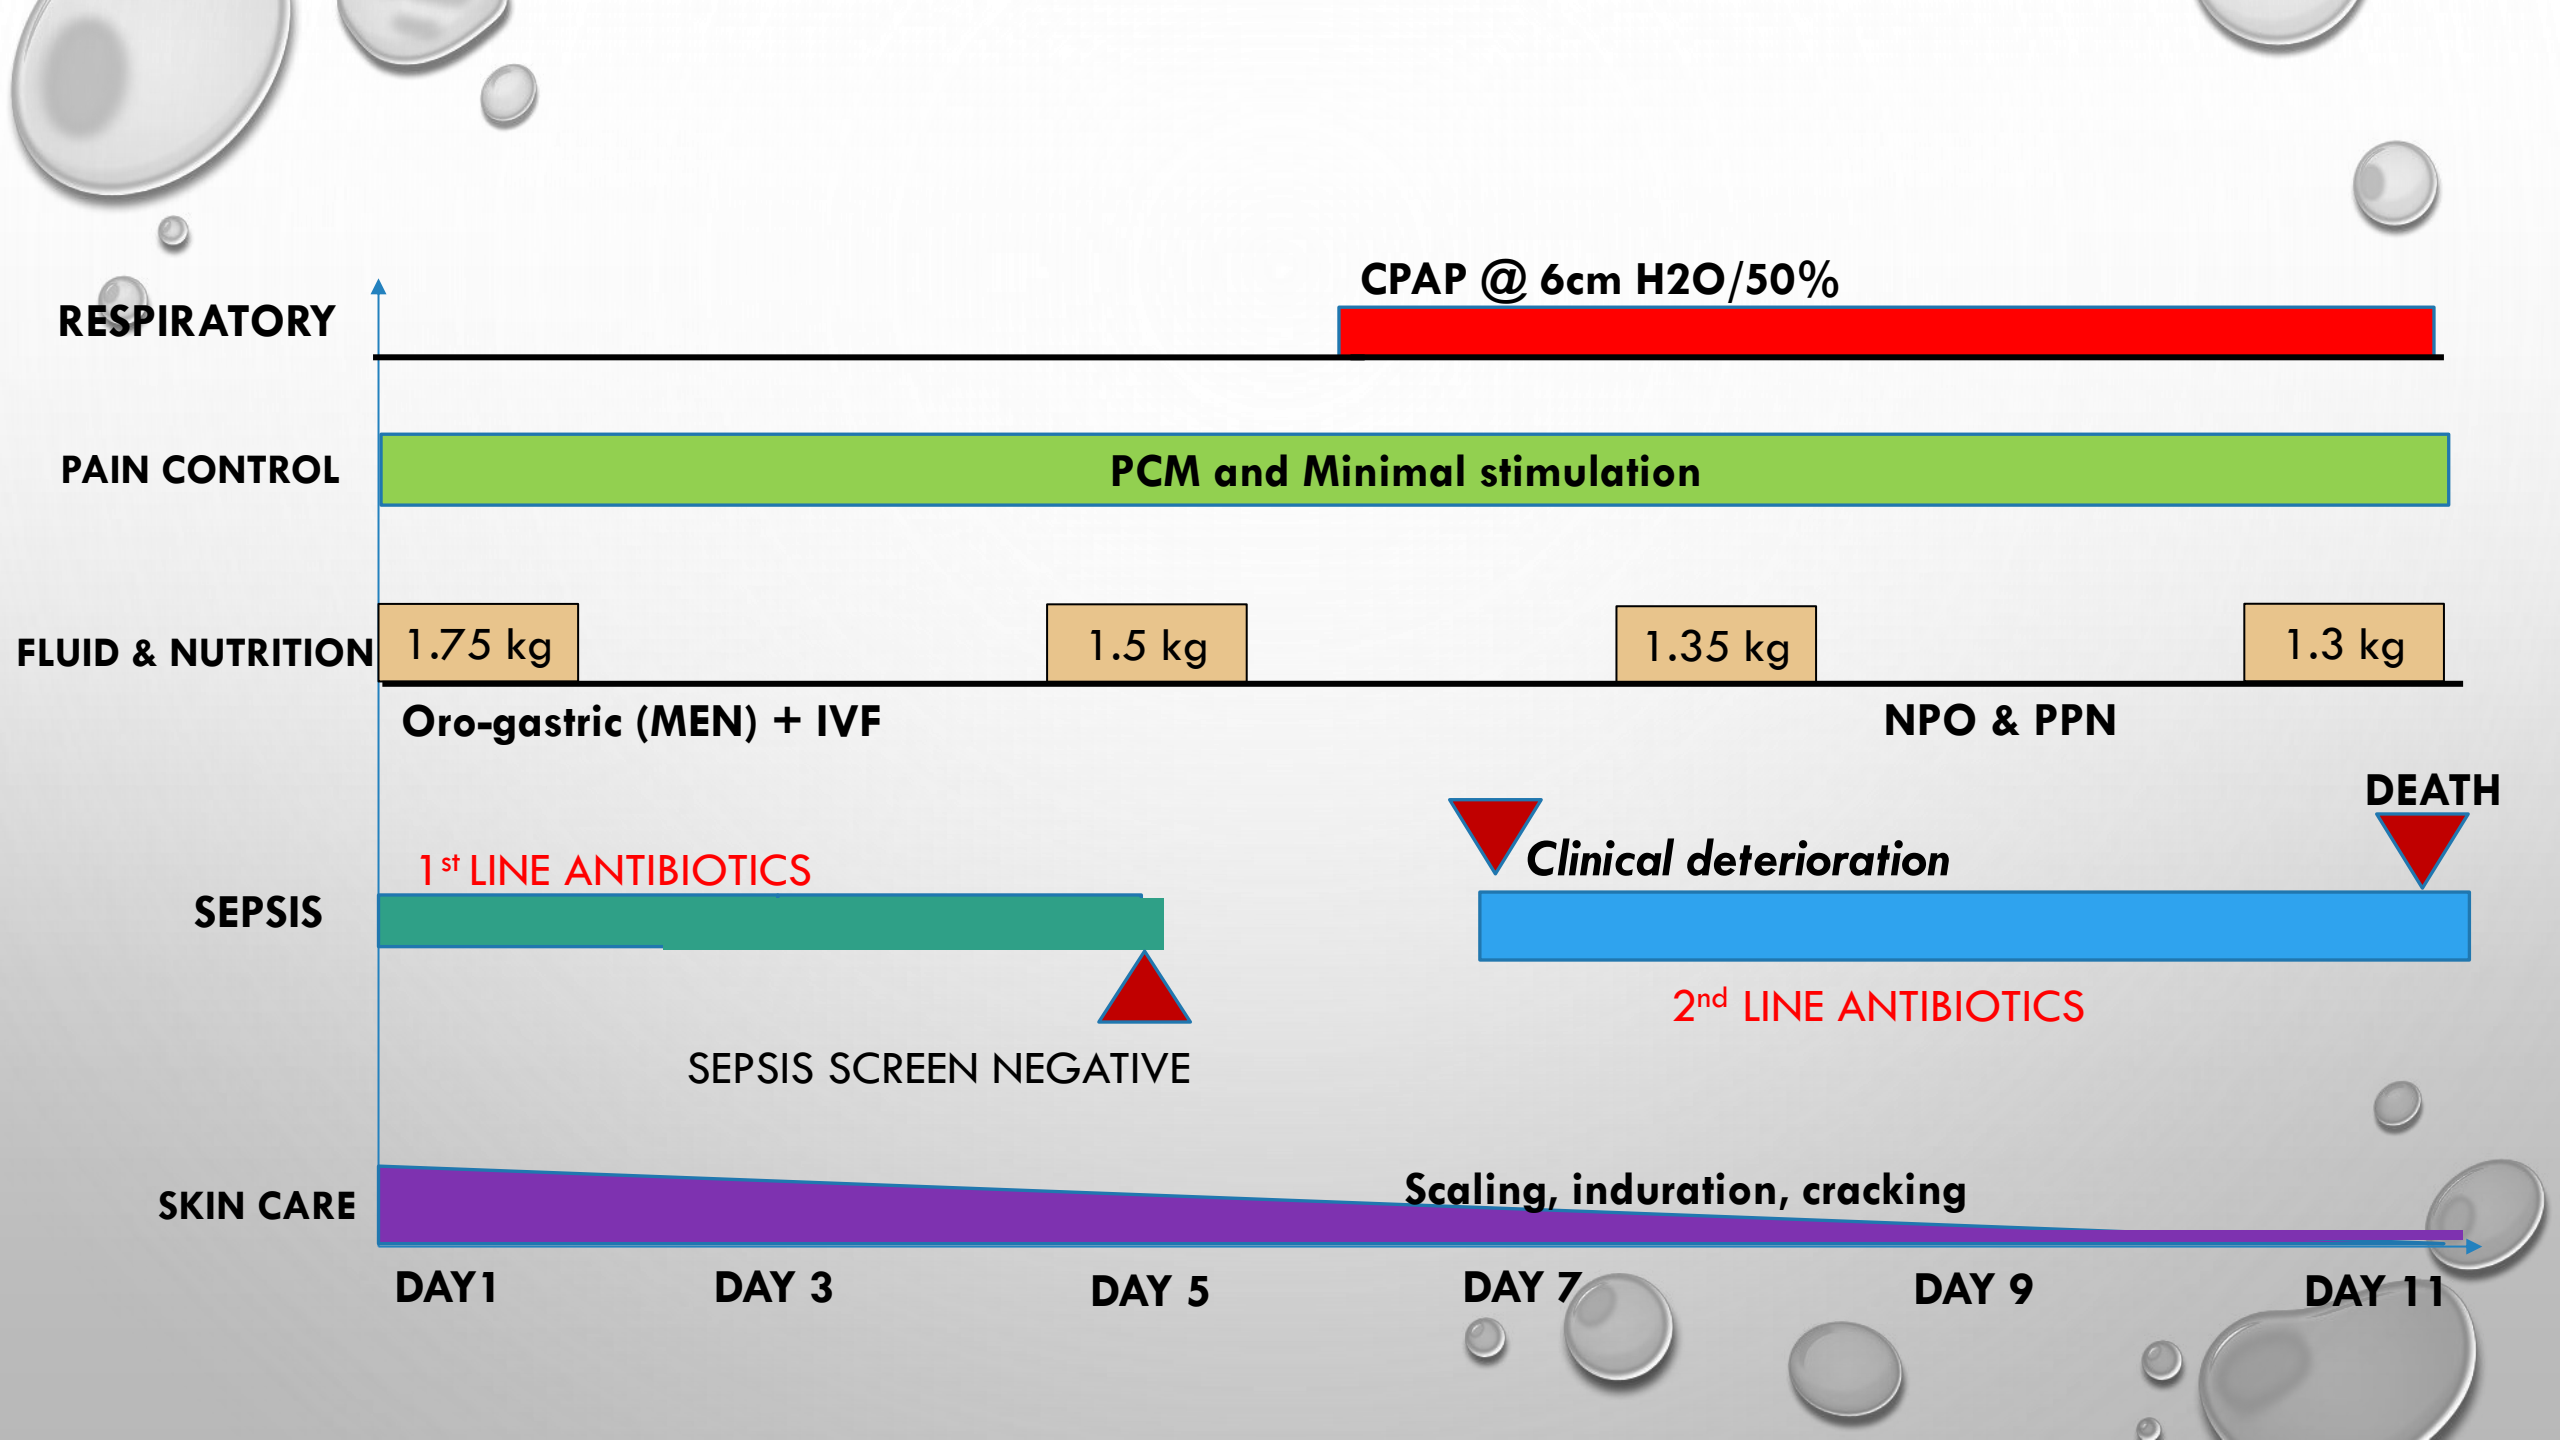 CPAP @ 6cm H2O/50%
RESPIRATORY
PAIN CONTROL
PCM and Minimal stimulation
FLUID & NUTRITION
1.75 kg
1.5 kg
1.35 kg
1.3 kg
Oro-gastric (MEN) + IVF
NPO & PPN
DEATH
1st LINE ANTIBIOTICS
Clinical deterioration
SEPSIS
2nd LINE ANTIBIOTICS
SEPSIS SCREEN NEGATIVE
Scaling, induration, cracking
SKIN CARE
DAY1
DAY 3
DAY 5
DAY 7
DAY 9
DAY 11